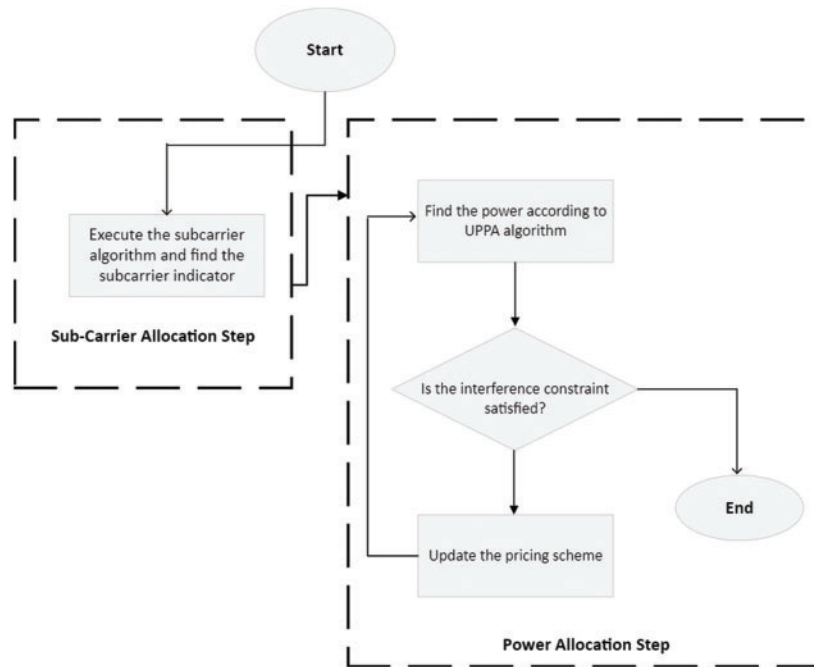 Start
Execute the subcarrier
algorithm and find the
subcarrier indicator
Sub-Carrier Allocation Step
Find the power according to
UPPA algorithm
Is the interference constraint
satisfied?
End
Update the pricing scheme
Power Allocation Step